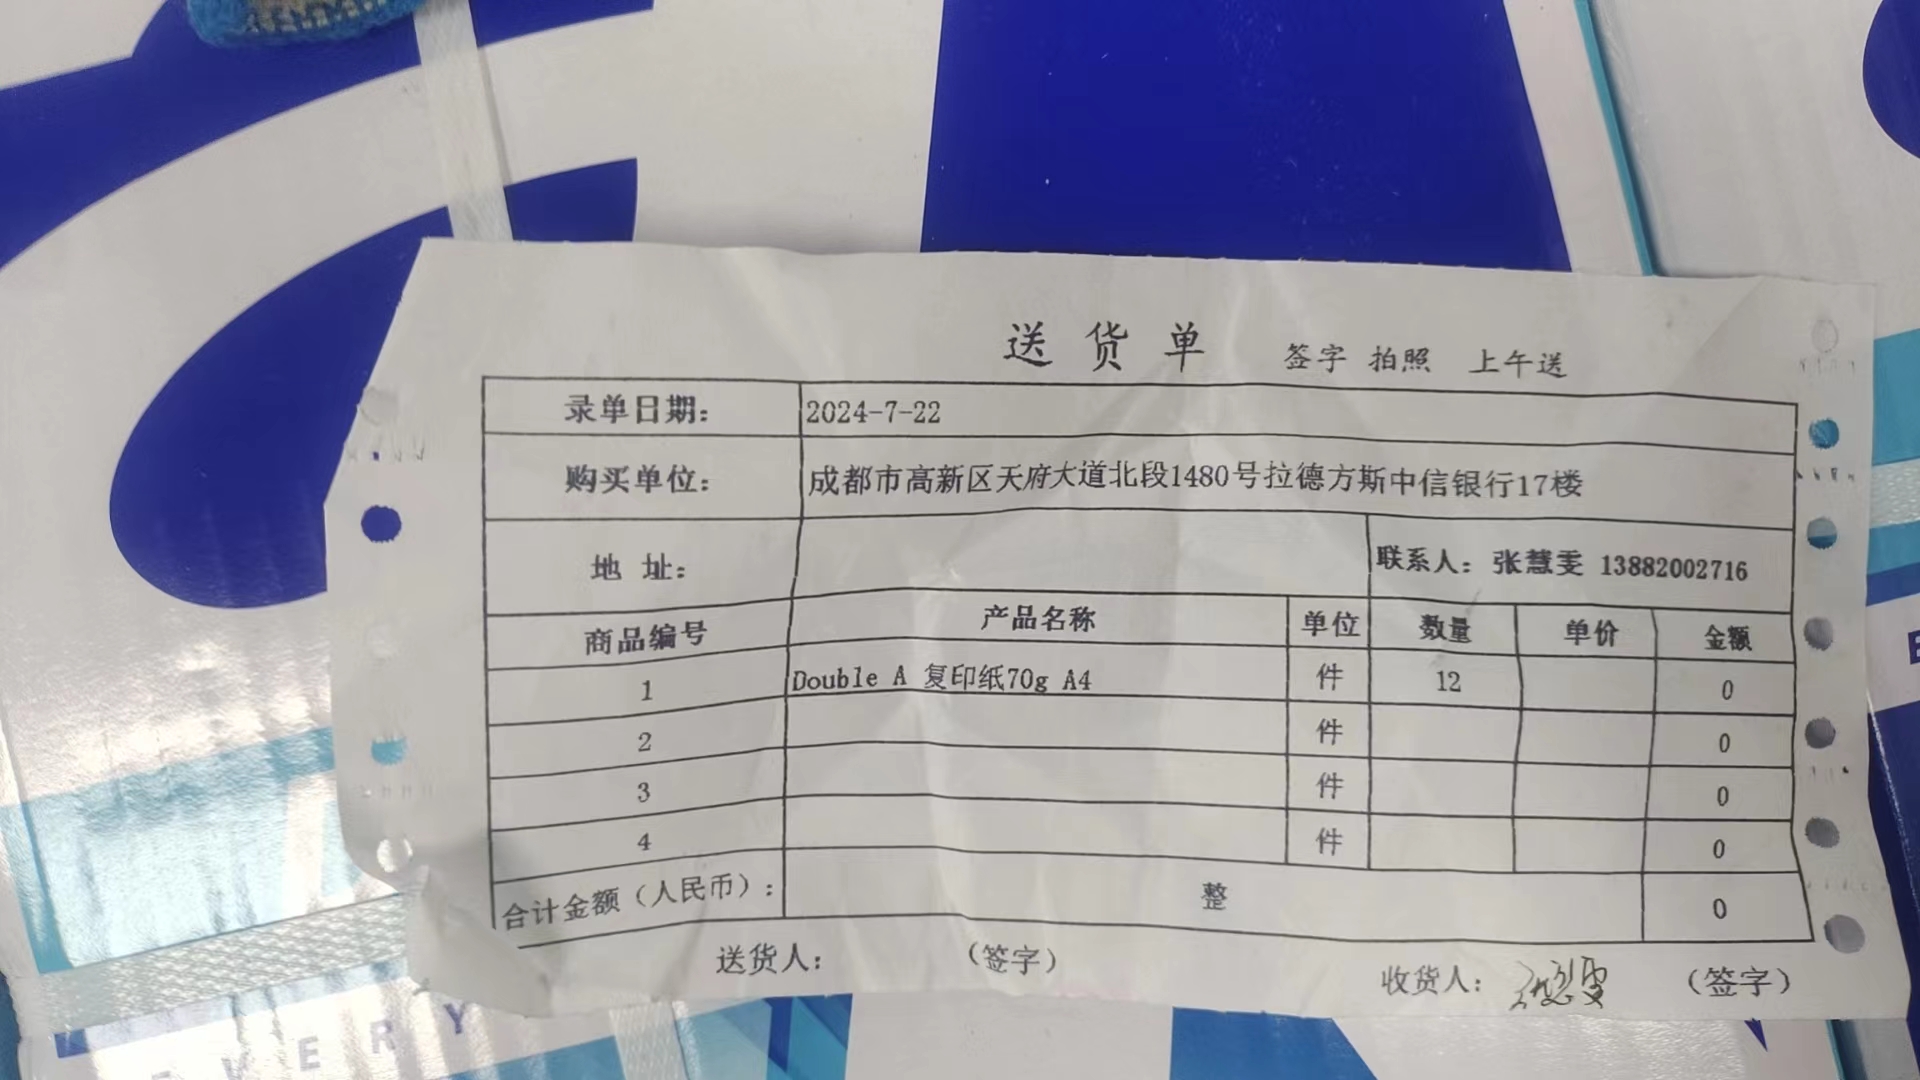 送货单 签字 拍照 上午送
录单日期： 2024-7-22
购买单位： 成都市高新区天府大道北段1480号拉德方斯中信银行17楼
地 址： 联系人：张慧雯 13882002716
商品编号 产品名称 单位 数量 单价 金额
1 Double A 复印纸70g A4 件 12 0
2 件 0
3 件 0
4 件 0
合计金额（人民币）： 整 0
送货人： （签字） 收货人： （签字）
EVERY